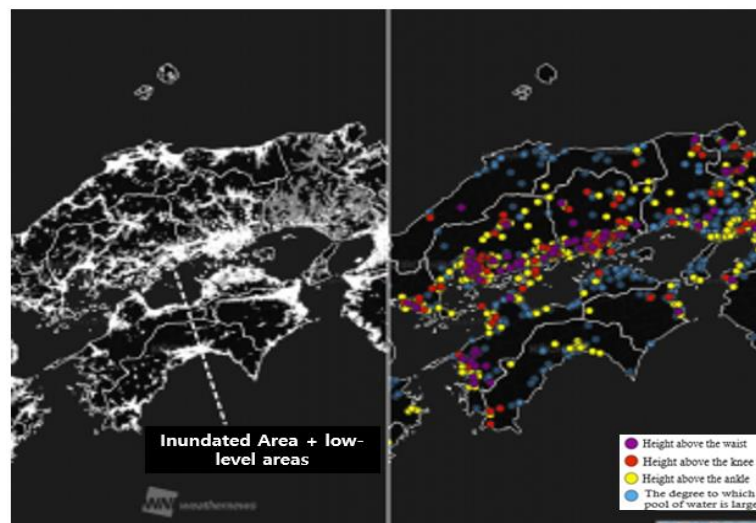 Inundated Area + low-
level areas
weathernews
Height above the waist
Height above the knee
Height above the ankle
The degree to which
pool of water is large